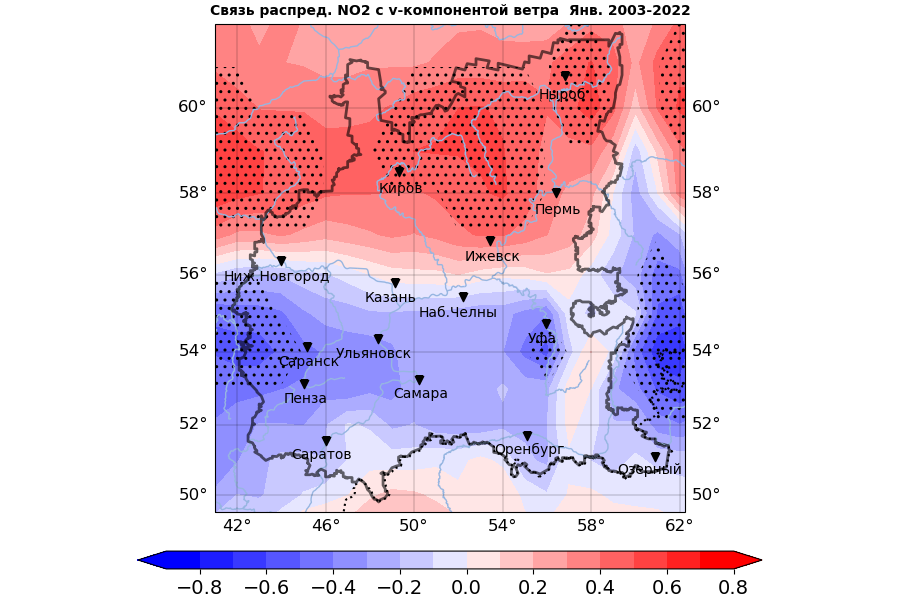 Связь распред. NO2 с v-компонентой ветра  Янв. 2003-2022
Ныроб
60° 60°
Киров
58° 58°
Пермь
Ижевск
56° 56°
Ниж.Новгород
Казань
Наб.Челны
Уфа
54° 54°
Саранск Ульяновск
Самара
Пенза
52° 52°
Саратов Оренбург
Озерный
50° 50°
42° 46° 50° 54° 58° 62°
−0.8 −0.6 −0.4 −0.2 0.0 0.2 0.4 0.6 0.8